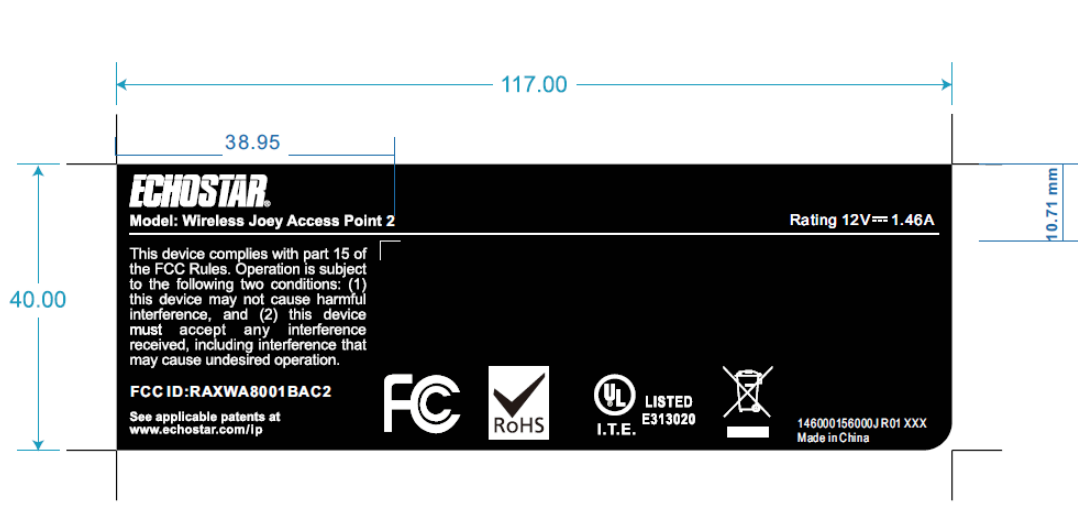 117.00
38.95
10.71 mm
40.00
ECHOSTAR®
Model: Wireless Joey Access Point 2
Rating 12V⎓1.46A
This device complies with part 15 of
the FCC Rules. Operation is subject
to the following two conditions: (1)
this device may not cause harmful
interference, and (2) this device
must accept any interference
received, including interference that
may cause undesired operation.
FCC ID:RAXWA8001BAC2
See applicable patents at
www.echostar.com/ip
FC
RoHS
UL
LISTED
I.T.E.
E313020
146000156000J R01 XXX
Made in China